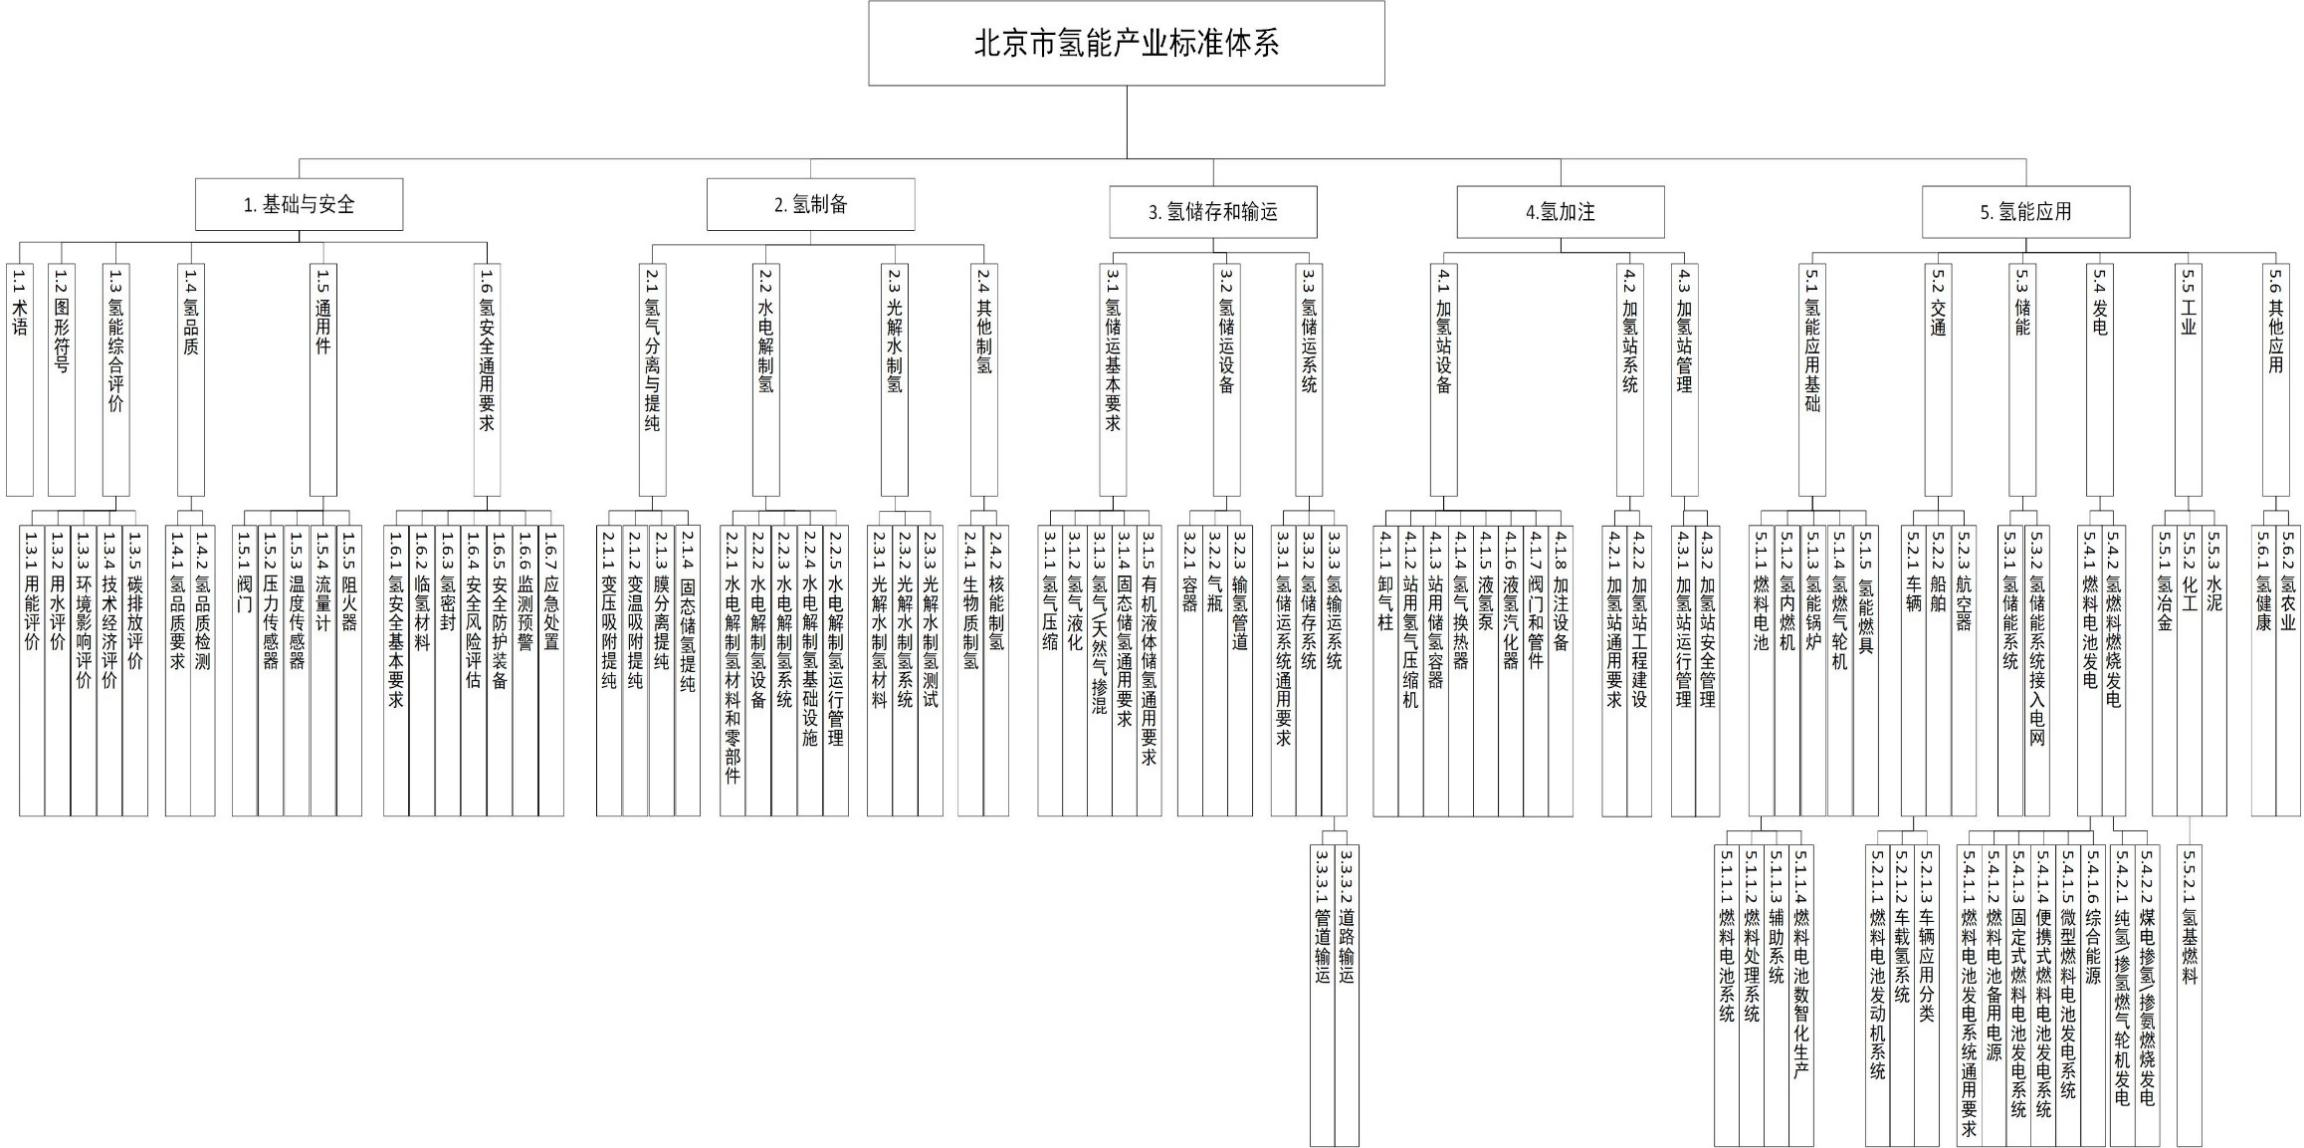 北京市氢能产业标准体系
1. 基础与安全
2. 氢制备
3. 氢储存和输运
4.氢加注
5. 氢能应用
1.1 术语
1.2 图形符号
1.3 氢能综合评价
1.4 氢品质
1.5 通用件
1.6 氢安全通用要求
2.1 氢气分离与提纯
2.2 水电解制氢
2.3 光解水制氢
2.4 其他制氢
3.1 氢储运基本要求
3.2 氢储运设备
3.3 氢储运系统
4.1 加氢站设备
4.2 加氢站系统
4.3 加氢站管理
5.1 氢能应用基础
5.2 交通
5.3 储能
5.4 发电
5.5 工业
5.6 其他应用
1.3.1 用能评价
1.3.2 用水评价
1.3.3 环境影响评价
1.3.4 技术经济评价
1.3.5 碳排放评价
1.4.1 氢品质要求
1.4.2 氢品质检测
1.5.1 阀门
1.5.2 压力传感器
1.5.3 温度传感器
1.5.4 流量计
1.5.5 阻火器
1.6.1 氢安全基本要求
1.6.2 临氢材料
1.6.3 氢密封
1.6.4 安全风险评估
1.6.5 安全防护装备
1.6.6 监测预警
1.6.7 应急处置
2.1.1 变压吸附提纯
2.1.2 变温吸附提纯
2.1.3 膜分离提纯
2.1.4 固态储氢提纯
2.2.1 水电解制氢材料和零部件
2.2.2 水电解制氢设备
2.2.3 水电解制氢系统
2.2.4 水电解制氢基础设施
2.2.5 水电解制氢运行管理
2.3.1 光解水制氢材料
2.3.2 光解水制氢系统
2.3.3 光解水制氢测试
2.4.1 生物质制氢
2.4.2 核能制氢
3.1.1 氢气压缩
3.1.2 氢气液化
3.1.3 氢气/天然气掺混
3.1.4 固态储氢通用要求
3.1.5 有机液体储氢通用要求
3.2.1 容器
3.2.2 气瓶
3.2.3 输氢管道
3.3.1 氢储运系统通用要求
3.3.2 氢储存系统
3.3.3 氢输运系统
4.1.1 卸气柱
4.1.2 站用氢气压缩机
4.1.3 站用储氢容器
4.1.4 氢气换热器
4.1.5 液氢泵
4.1.6 液氢汽化器
4.1.7 阀门和管件
4.1.8 加注设备
4.2.1 加氢站通用要求
4.2.2 加氢站工程建设
4.3.1 加氢站运行管理
4.3.2 加氢站安全管理
5.1.1 燃料电池
5.1.2 氢内燃机
5.1.3 氢能锅炉
5.1.4 氢燃气轮机
5.1.5 氢能燃具
5.2.1 车辆
5.2.2 船舶
5.2.3 航空器
5.3.1 氢储能系统
5.3.2 氢储能系统接入电网
5.4.1 燃料电池发电
5.4.2 氢燃料燃烧发电
5.5.1 氢冶金
5.5.2 化工
5.5.3 水泥
5.6.1 氢健康
5.6.2 氢农业
3.3.3.1 管道输运
3.3.3.2 道路输运
5.1.1.1 燃料电池系统
5.1.1.2 燃料处理系统
5.1.1.3 辅助系统
5.1.1.4 燃料电池数智化生产
5.2.1.1 燃料电池发动机系统
5.2.1.2 车载氢系统
5.2.1.3 车辆应用分类
5.4.1.1 燃料电池发电系统通用要求
5.4.1.2 燃料电池备用电源
5.4.1.3 固定式燃料电池发电系统
5.4.1.4 便携式燃料电池发电系统
5.4.1.5 微型燃料电池发电系统
5.4.1.6 综合能源
5.4.2.1 纯氢/掺氢燃气轮机发电
5.4.2.2 煤电掺氢/掺氨燃烧发电
5.5.2.1 氢基燃料